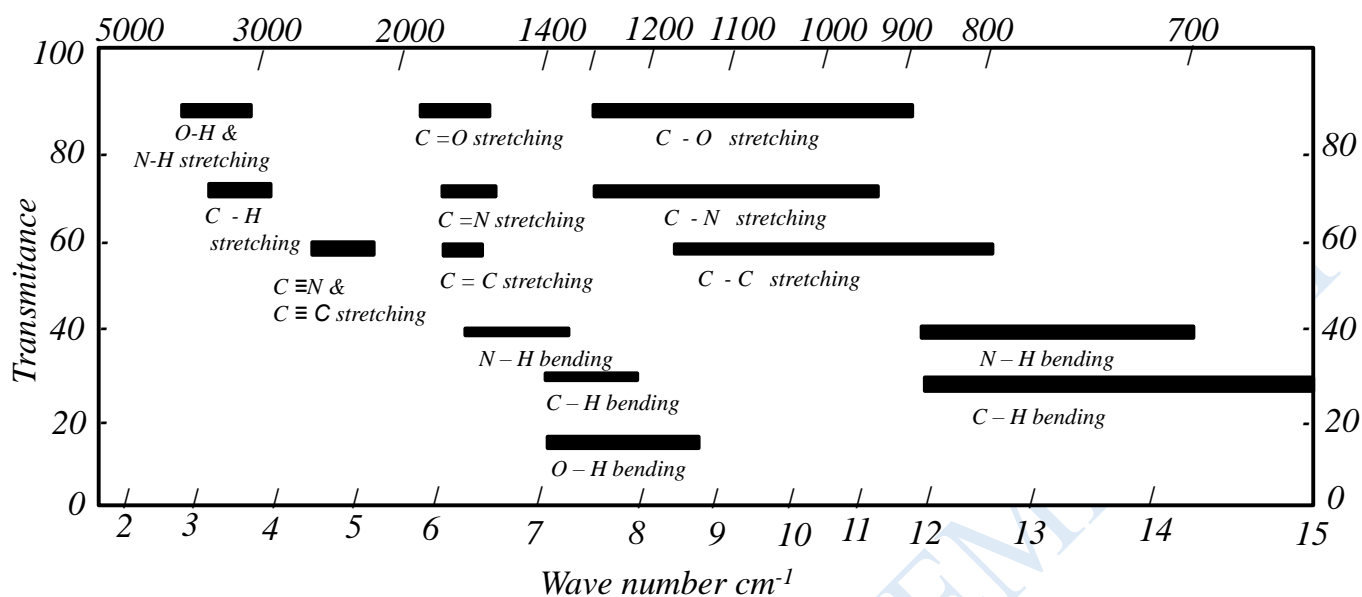 5000 3000 2000 1400 1200 1100 1000 900 800 700
100
O-H &
N-H stretching
C =O stretching
C - O stretching
80 80
C - H
stretching
C =N stretching
C - N stretching
60 60
C ≡N &
C ≡ C stretching
C = C stretching
C - C stretching
40 40
N – H bending
N – H bending
C – H bending
C – H bending
20 20
O – H bending
0 0
Transmitance
2 3 4 5 6 7 8 9 10 11 12 13 14 15
Wave number cm-1